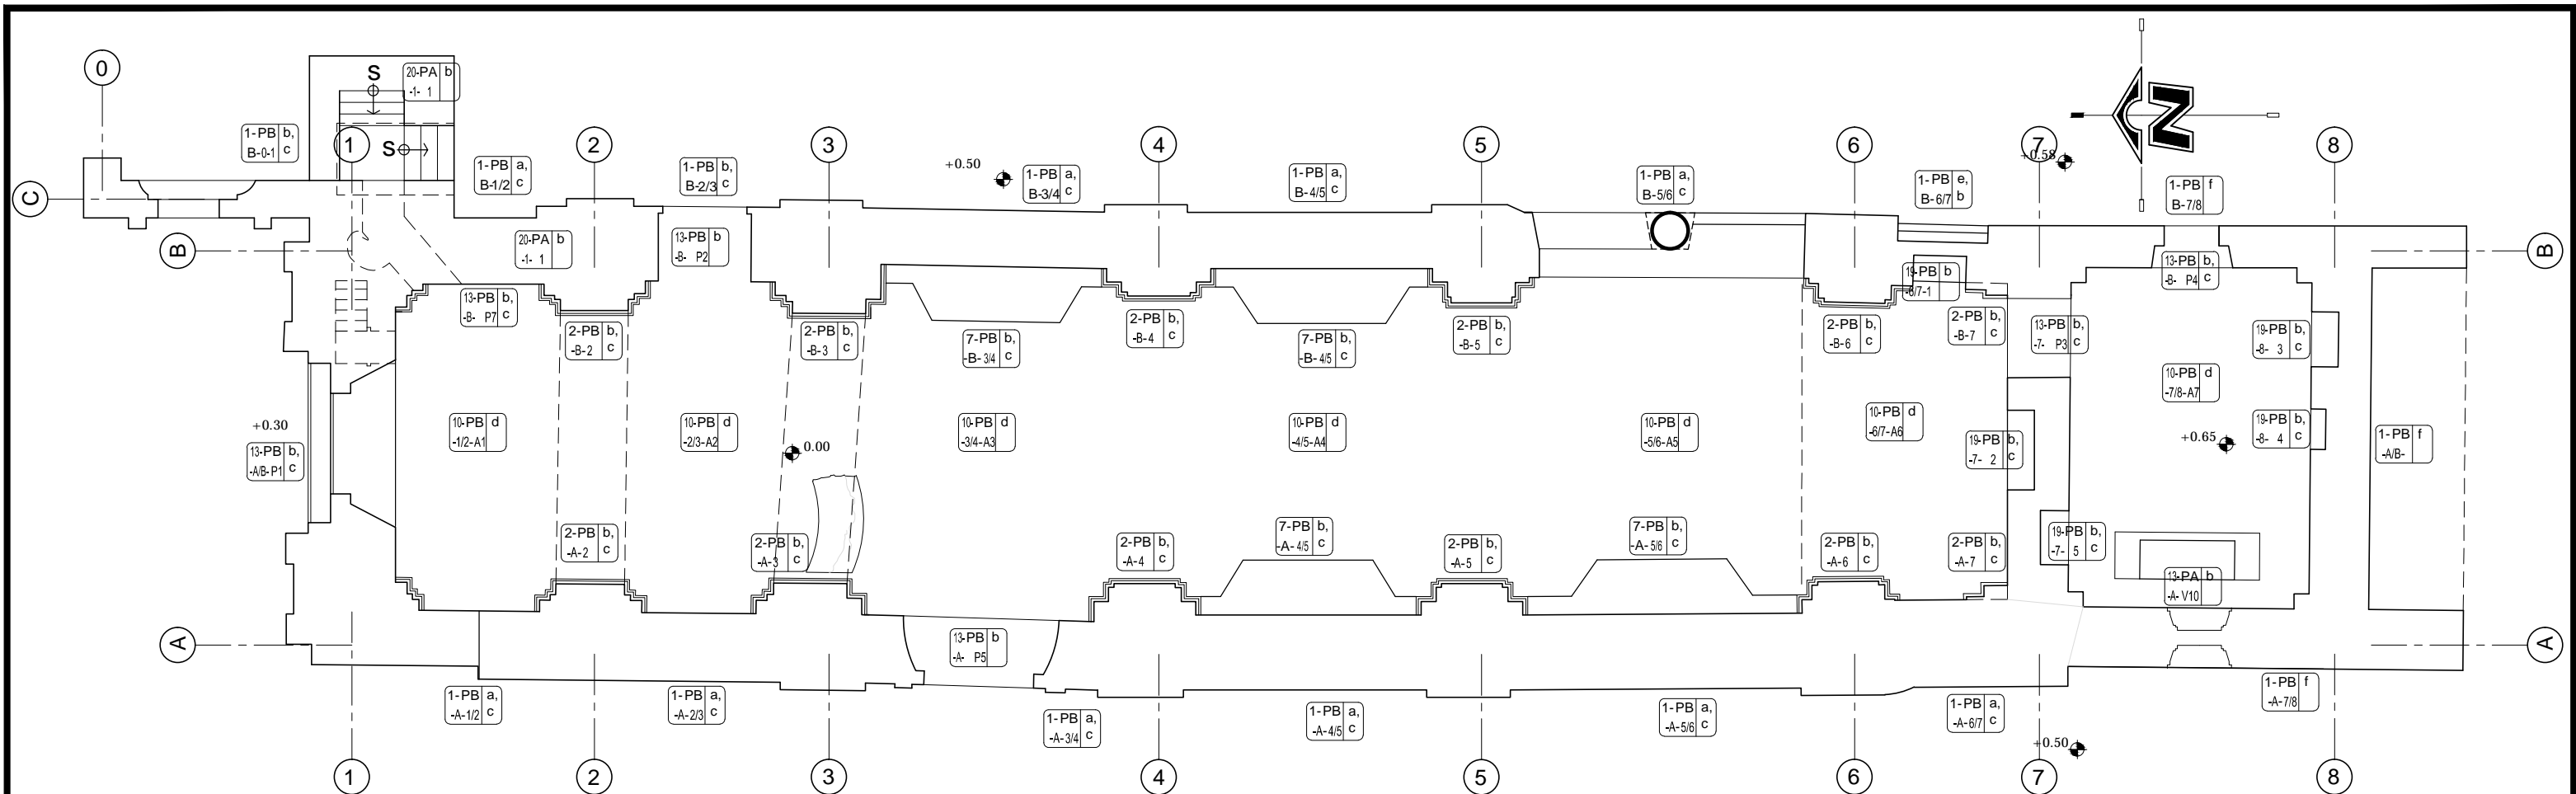 0
S
20-PA b
-1- 1
N
1-PB b,
B-0-1 c
1
S
2
3
4
5
6
7
8
+0.58
1-PB a,
B-1/2 c
1-PB b,
B-2/3 c
+0.50
1-PB a,
B-3/4 c
1-PB a,
B-4/5 c
1-PB a,
B-5/6 c
1-PB e,
B-6/7 b
1-PB f
B-7/8
C
B
20-PA b
-1- 1
13-PB b
-B- P2
B
13-PB b,
-B- P4 c
19-PB b
-6/7-1
13-PB b,
-B- P7 c
2-PB b,
-B-2 c
2-PB b,
-B-3 c
7-PB b,
-B-3/4 c
2-PB b,
-B-4 c
7-PB b,
-B-4/5 c
2-PB b,
-B-5 c
2-PB b,
-B-6 c
2-PB b,
-B-7 c
13-PB b,
-7- P3 c
19-PB b,
-8- 3 c
10-PB d
-7/8-A7
+0.30
13-PB b,
-A/B-P1 c
10-PB d
-1/2-A1
10-PB d
-2/3-A2
0.00
10-PB d
-3/4-A3
10-PB d
-4/5-A4
10-PB d
-5/6-A5
10-PB d
-6/7-A6
19-PB b,
-7- 2 c
+0.65
19-PB b,
-8- 4 c
1-PB f
-A/B-
2-PB b,
-A-2 c
2-PB b,
-A-3 c
2-PB b,
-A-4 c
7-PB b,
-A-4/5 c
2-PB b,
-A-5 c
7-PB b,
-A-5/6 c
2-PB b,
-A-6 c
2-PB b,
-A-7 c
19-PB b,
-7- 5 c
13-PA b
-A-V10
A
13-PB b
-A- P5
A
1-PB a,
-A-1/2 c
1-PB a,
-A-2/3 c
1-PB a,
-A-3/4 c
1-PB a,
-A-4/5 c
1-PB a,
-A-5/6 c
1-PB a,
-A-6/7 c
1-PB f
-A-7/8
+0.50
1
2
3
4
5
6
7
8